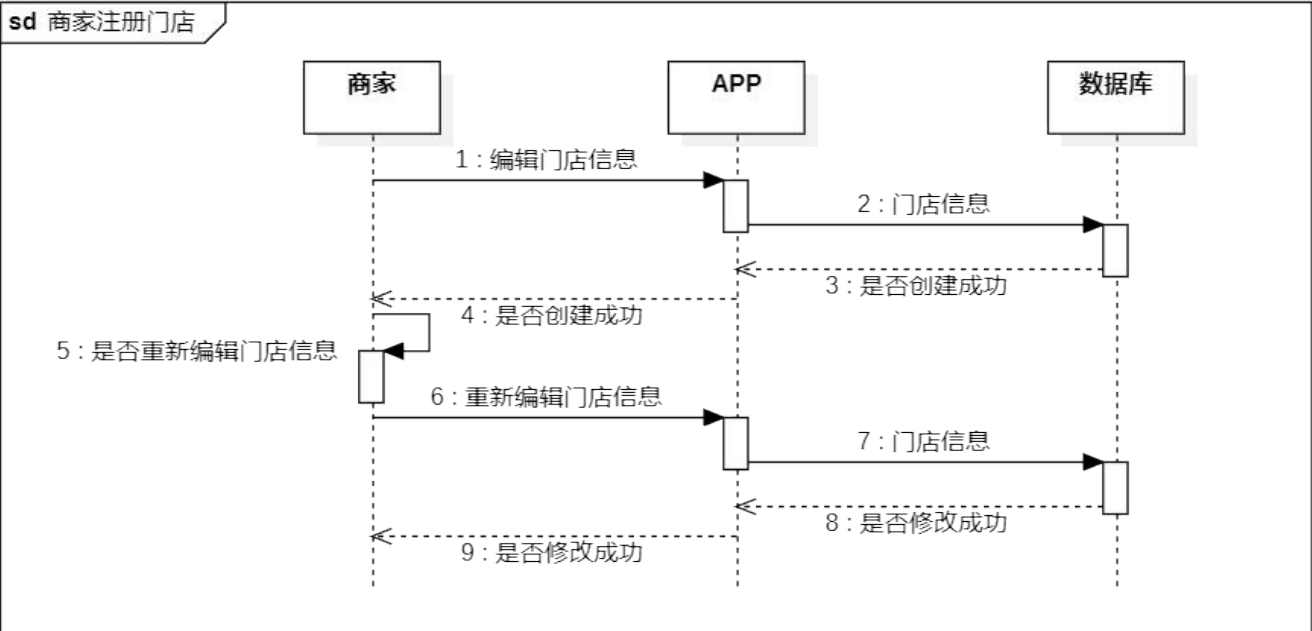 sd 商家注册门店
商家
APP
数据库
1 : 编辑门店信息
2 : 门店信息
3 : 是否创建成功
4 : 是否创建成功
5 : 是否重新编辑门店信息
6 : 重新编辑门店信息
7 : 门店信息
8 : 是否修改成功
9 : 是否修改成功